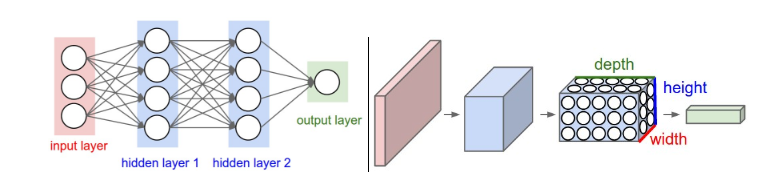 input layer
hidden layer 1
hidden layer 2
output layer
depth
height
width